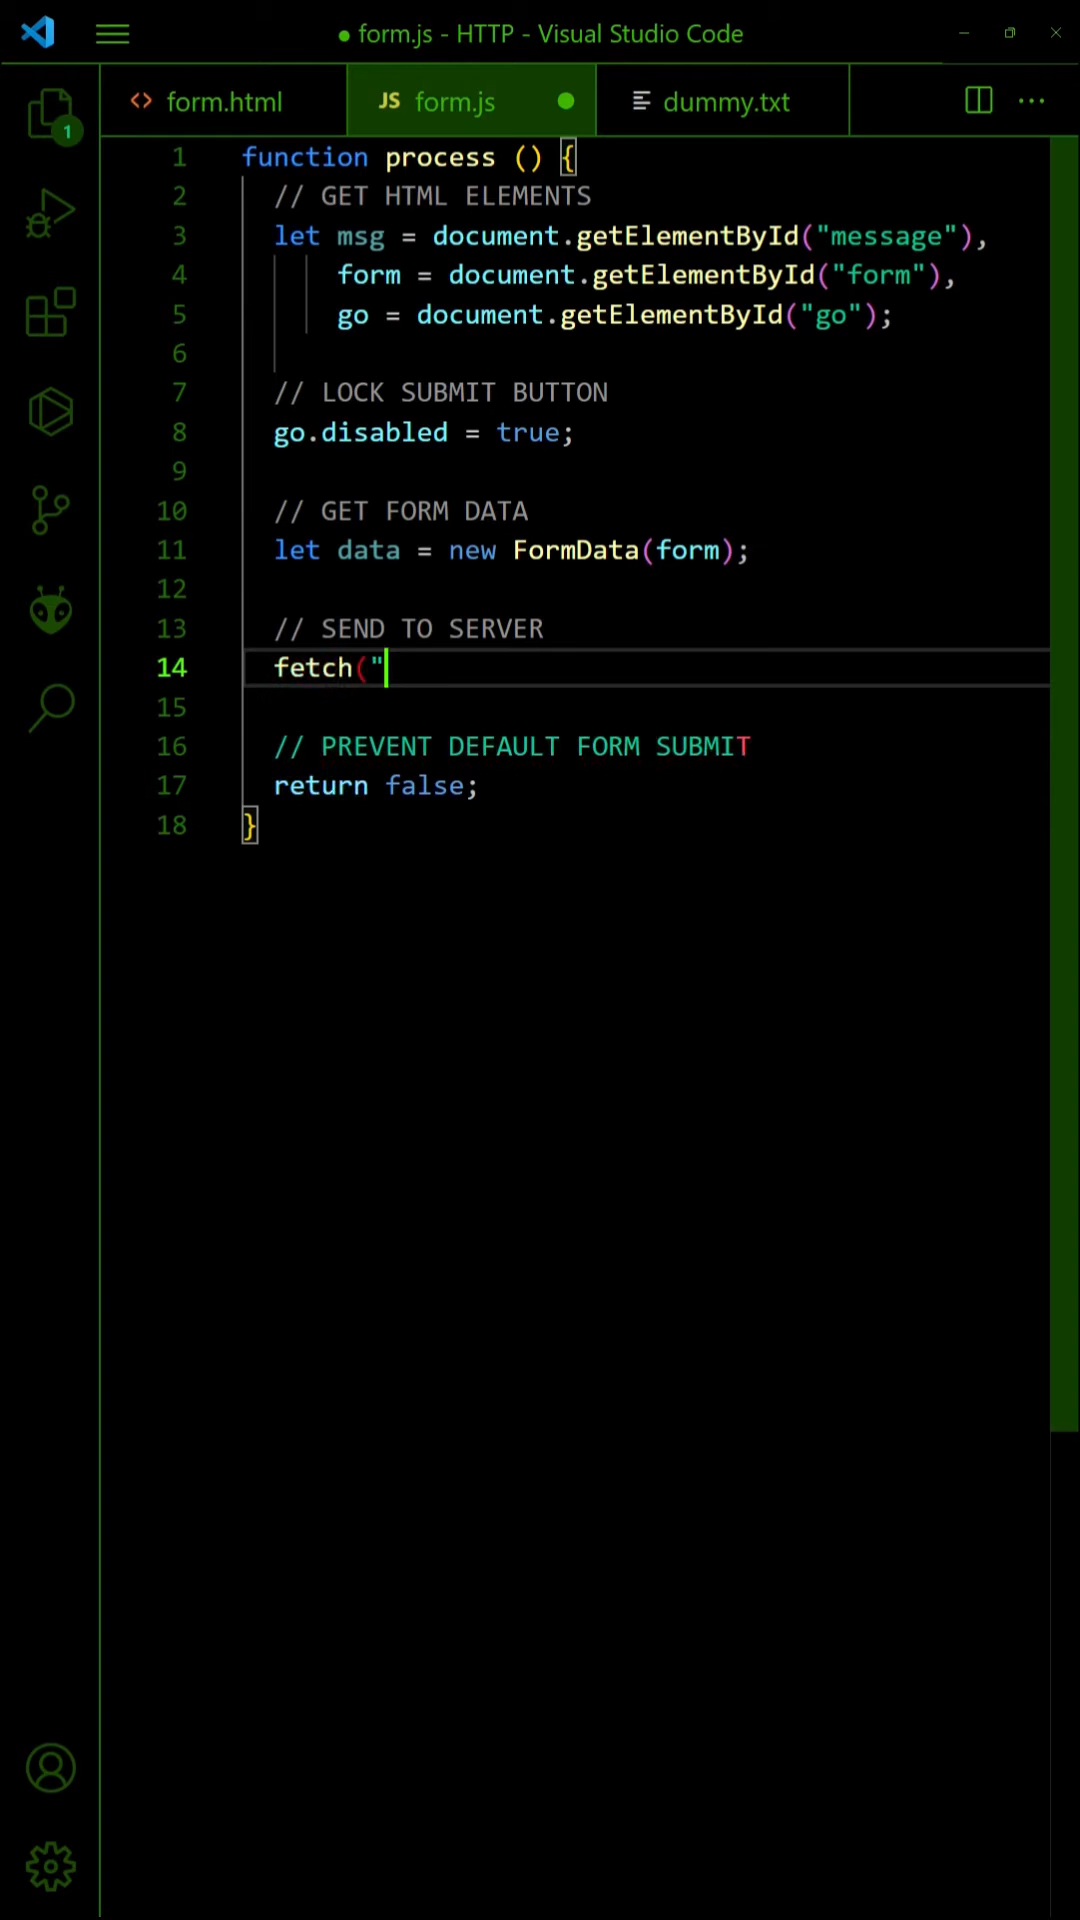 ● form.js - HTTP - Visual Studio Code
<> form.html
JS form.js ●
dummy.txt
1
1 function process () {
2 // GET HTML ELEMENTS
3 let msg = document.getElementById("message"),
4 form = document.getElementById("form"),
5 go = document.getElementById("go");
6
7 // LOCK SUBMIT BUTTON
8 go.disabled = true;
9
10 // GET FORM DATA
11 let data = new FormData(form);
12
13 // SEND TO SERVER
14 fetch("
15
16 // PREVENT DEFAULT FORM SUBMIT
17 return false;
18 }